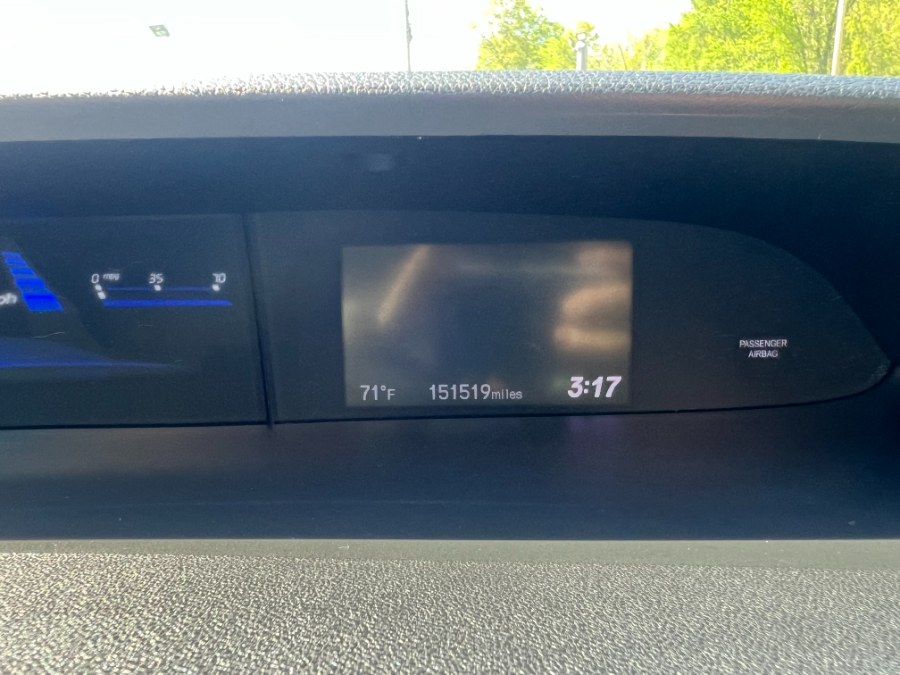 0 mpg 35 70
PASSENGER
AIRBAG
71°F 151519miles 3:17